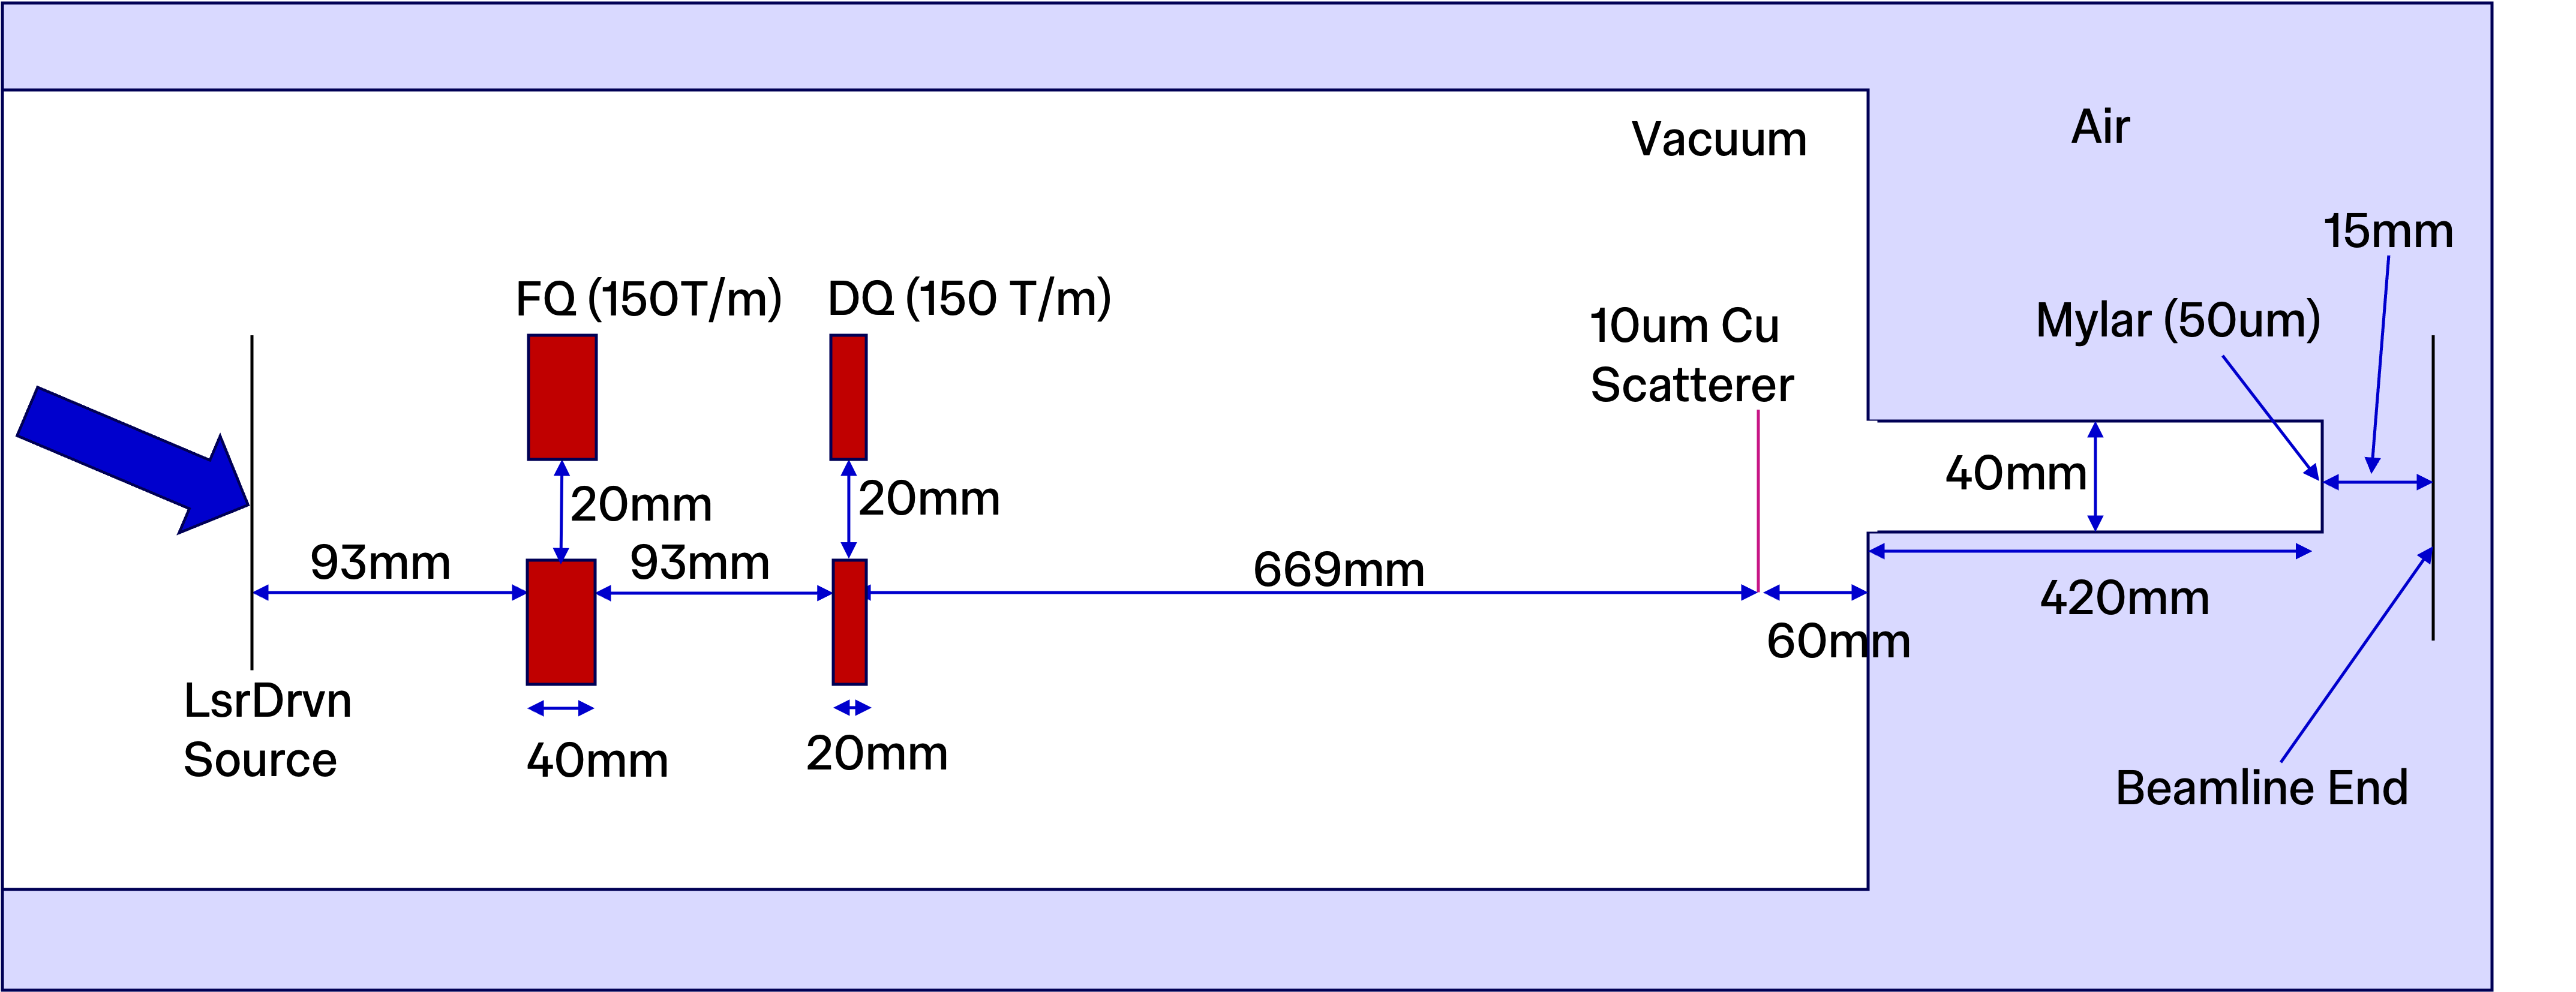 Vacuum
Air
15mm
FQ (150T/m)
DQ (150 T/m)
10um Cu
Scatterer
Mylar (50um)
20mm
20mm
40mm
93mm
93mm
669mm
60mm
420mm
LsrDrvn
Source
40mm
20mm
Beamline End